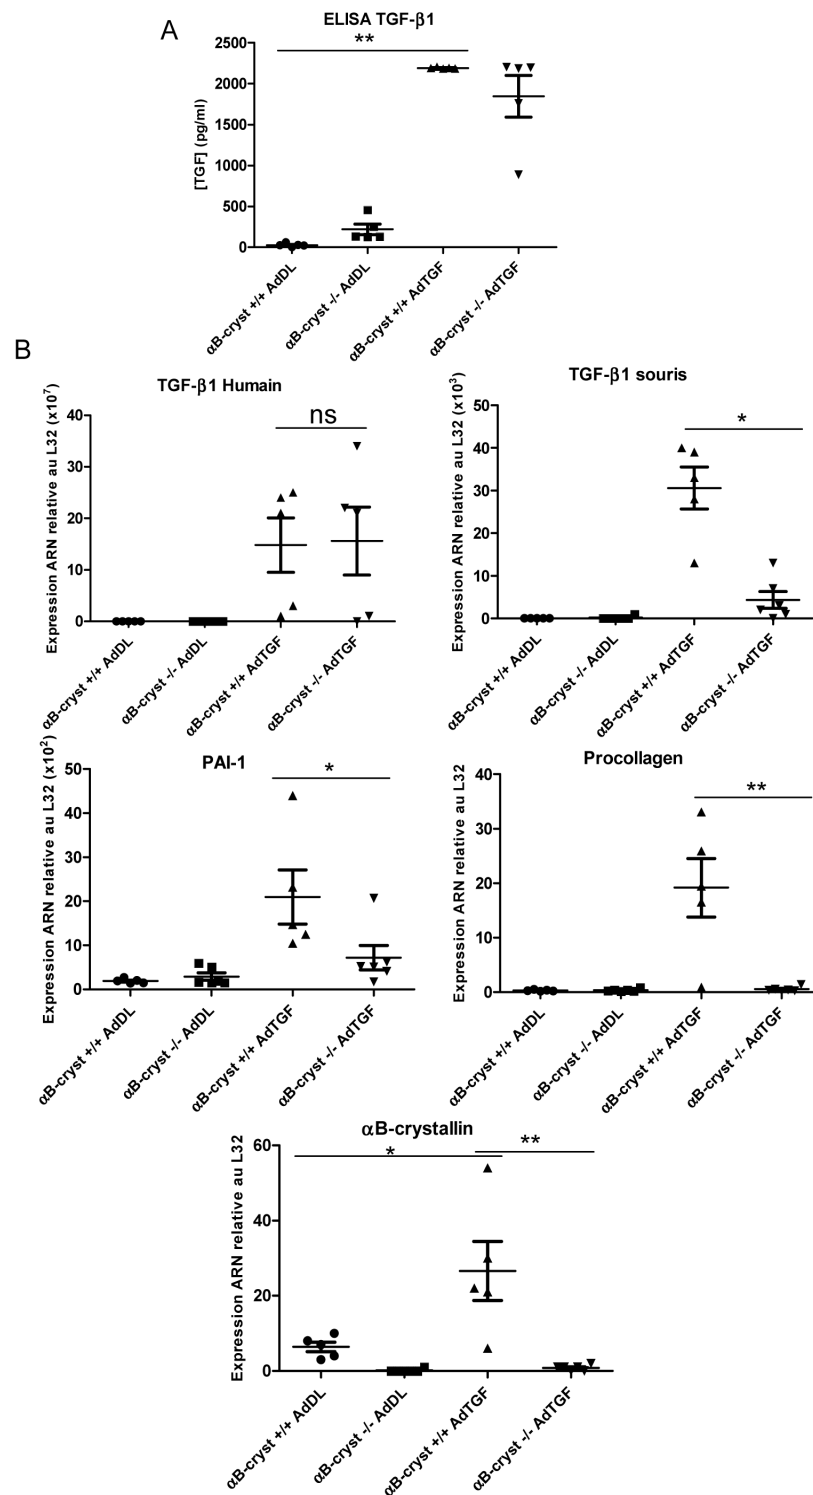 A
ELISA TGF-β1
**
[TGF] (pg/ml)
2500
2000
1500
1000
500
0
αB-cryst +/+ AdDL
αB-cryst -/- AdDL
αB-cryst +/+ AdTGF
αB-cryst -/- AdTGF
B
TGF-β1 Humain
ns
Expression ARN relative au L32 (x10⁷)
40
30
20
10
0
αB-cryst +/+ AdDL
αB-cryst -/- AdDL
αB-cryst +/+ AdTGF
αB-cryst -/- AdTGF
TGF-β1 souris
*
Expression ARN relative au L32 (x10³)
50
40
30
20
10
0
αB-cryst +/+ AdDL
αB-cryst -/- AdDL
αB-cryst +/+ AdTGF
αB-cryst -/- AdTGF
PAI-1
*
Expression ARN relative au L32 (x10²)
50
40
30
20
10
0
αB-cryst +/+ AdDL
αB-cryst -/- AdDL
αB-cryst +/+ AdTGF
αB-cryst -/- AdTGF
Procollagen
**
Expression ARN relative au L32
40
30
20
10
0
αB-cryst +/+ AdDL
αB-cryst -/- AdDL
αB-cryst +/+ AdTGF
αB-cryst -/- AdTGF
αB-crystallin
*
**
Expression ARN relative au L32
60
40
20
0
αB-cryst +/+ AdDL
αB-cryst -/- AdDL
αB-cryst +/+ AdTGF
αB-cryst -/- AdTGF